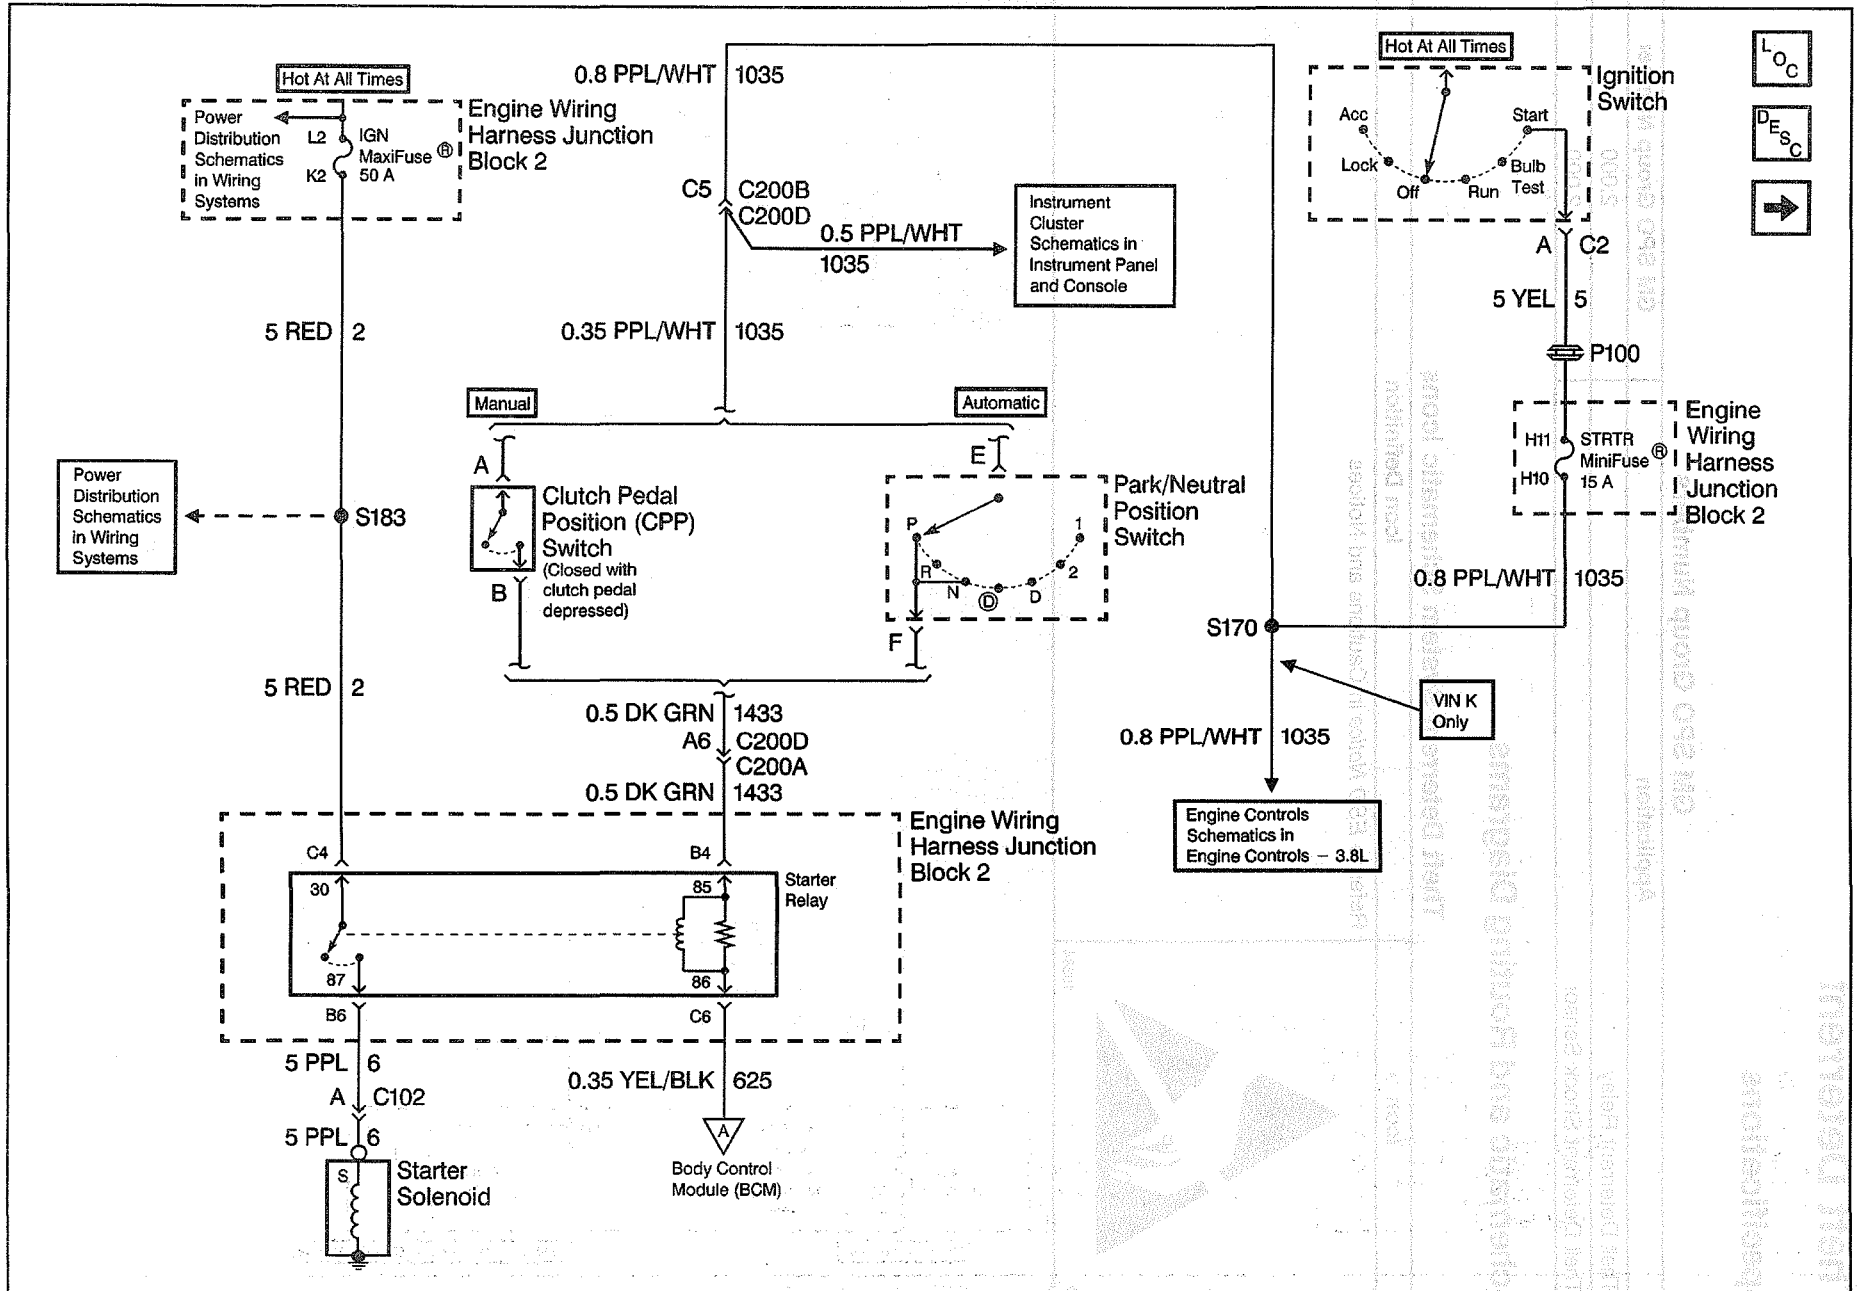 Hot At All Times
Power
Distribution
Schematics
in Wiring
Systems
L2
K2
IGN
MaxiFuse ®
50 A
Engine Wiring
Harness Junction
Block 2
0.8 PPL/WHT 1035
C5 C200B
C200D
0.5 PPL/WHT
1035
Instrument
Cluster
Schematics in
Instrument Panel
and Console
Hot At All Times
Ignition
Switch
Acc
Lock
Off
Run
Bulb
Test
Start
A C2
LOC
DESC
5 RED 2
0.35 PPL/WHT 1035
5 YEL 5
P100
Manual
Automatic
Engine
Wiring
Harness
Junction
Block 2
H11
H10
STRTR
MiniFuse ®
15 A
Power
Distribution
Schematics
in Wiring
Systems
S183
A
Clutch Pedal
Position (CPP)
Switch
(Closed with
clutch pedal
depressed)
B
E
Park/Neutral
Position
Switch
P
R
N
D
D
2
1
F
0.8 PPL/WHT 1035
S170
5 RED 2
0.5 DK GRN 1433
A6 C200D
C200A
0.5 DK GRN 1433
0.8 PPL/WHT 1035
VIN K
Only
Engine Controls
Schematics in
Engine Controls – 3.8L
Engine Wiring
Harness Junction
Block 2
C4
B4
30
85
Starter
Relay
87
86
B6
C6
5 PPL 6
A C102
5 PPL 6
S
Starter
Solenoid
0.35 YEL/BLK 625
A
Body Control
Module (BCM)